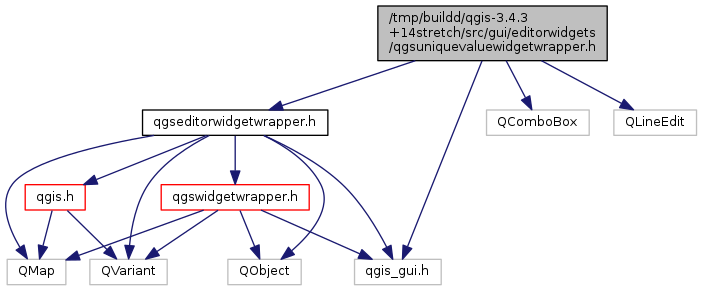 /tmp/buildd/qgis-3.4.3
+14stretch/src/gui/editorwidgets
/qgsuniquevaluewidgetwrapper.h
qgseditorwidgetwrapper.h
QComboBox
QLineEdit
qgis.h
qgswidgetwrapper.h
QMap
QVariant
QObject
qgis_gui.h